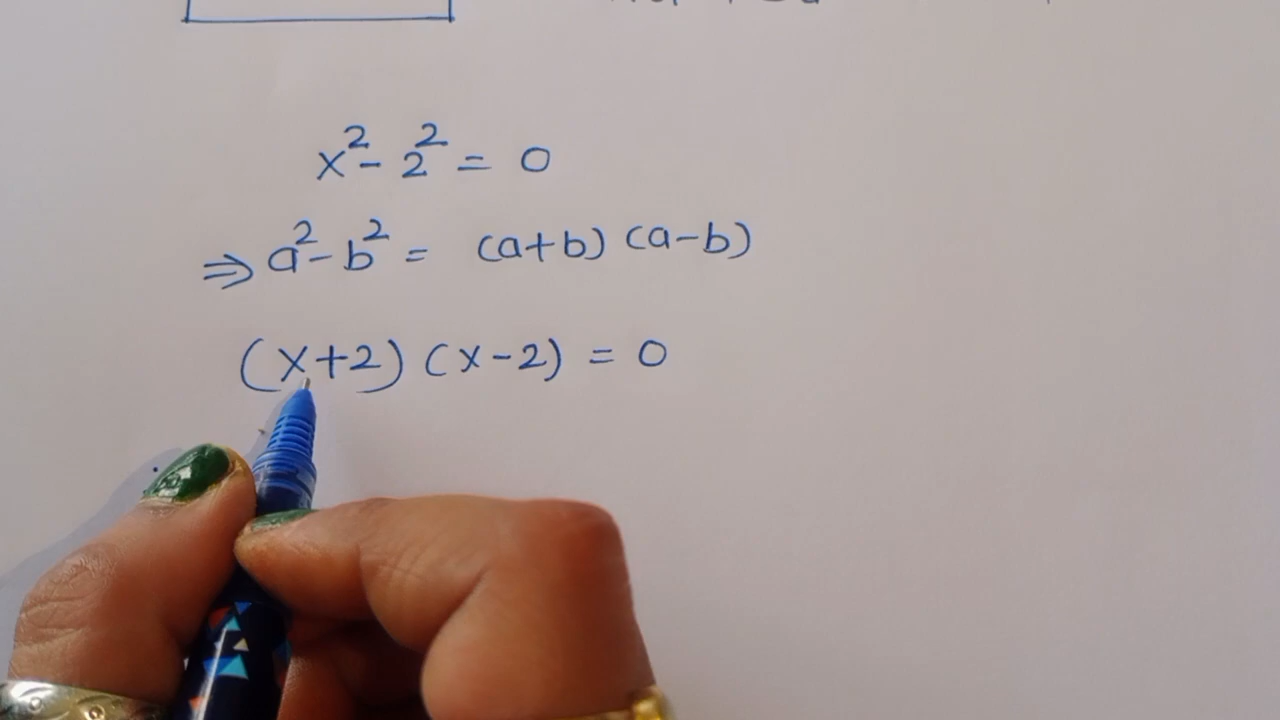 x² - 2² = 0
⇒ a² - b² = (a+b) (a-b)
(x+2) (x-2) = 0